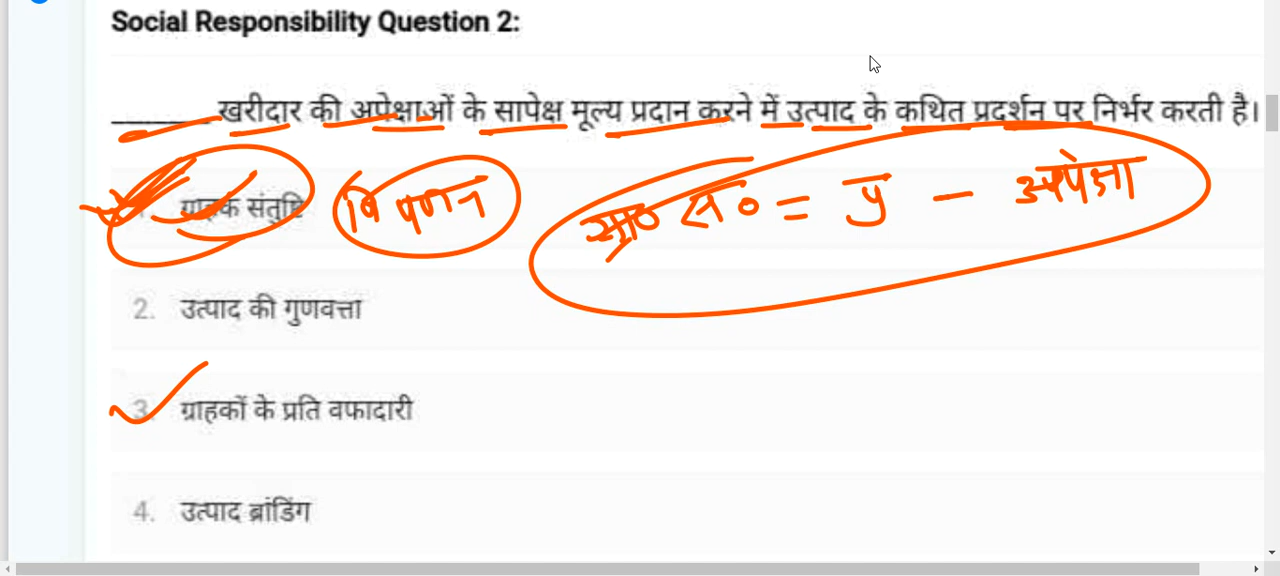 Social Responsibility Question 2:
______ खरीदार की अपेक्षाओं के सापेक्ष मूल्य प्रदान करने में उत्पाद के कथित प्रदर्शन पर निर्भर करती है।
ग्राहक संतुष्टि विपणन ग्रा० सं० = प्र - अपेक्षा
2. उत्पाद की गुणवत्ता
3. ग्राहकों के प्रति वफादारी
4. उत्पाद ब्रांडिंग